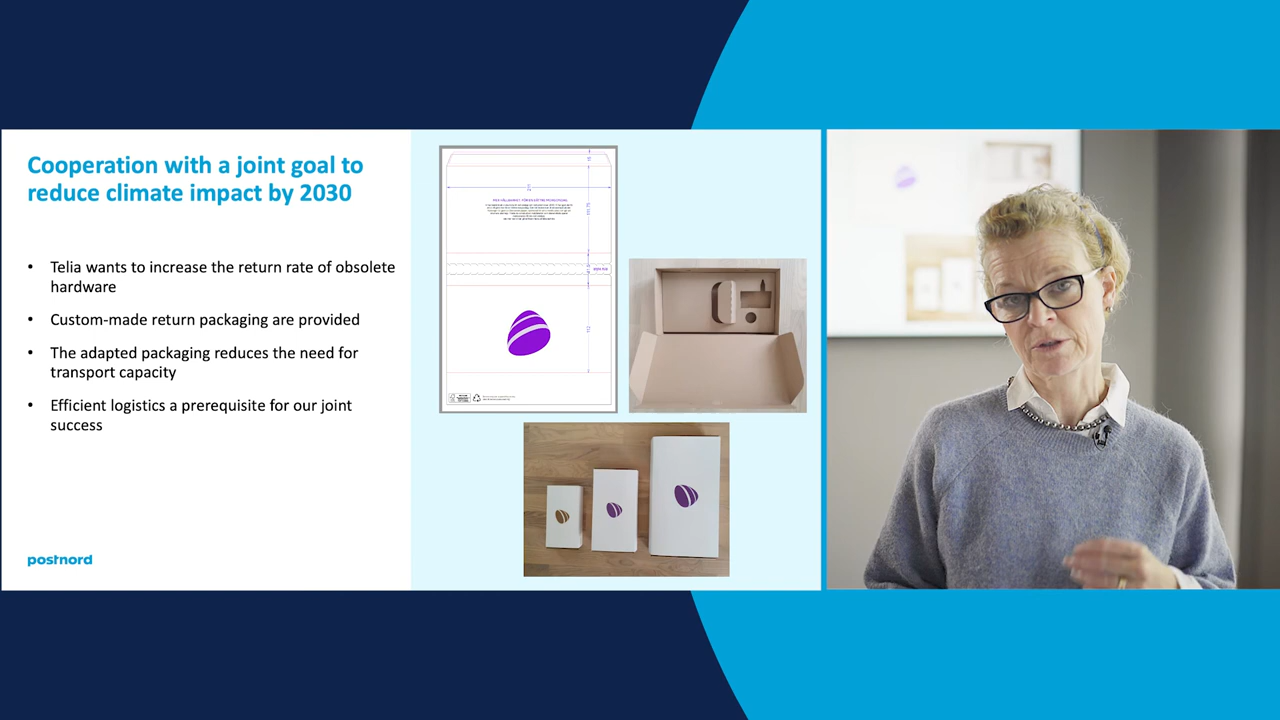 Cooperation with a joint goal to
reduce climate impact by 2030
• Telia wants to increase the return rate of obsolete
hardware
• Custom-made return packaging are provided
• The adapted packaging reduces the need for
transport capacity
• Efficient logistics a prerequisite for our joint
success
postnord